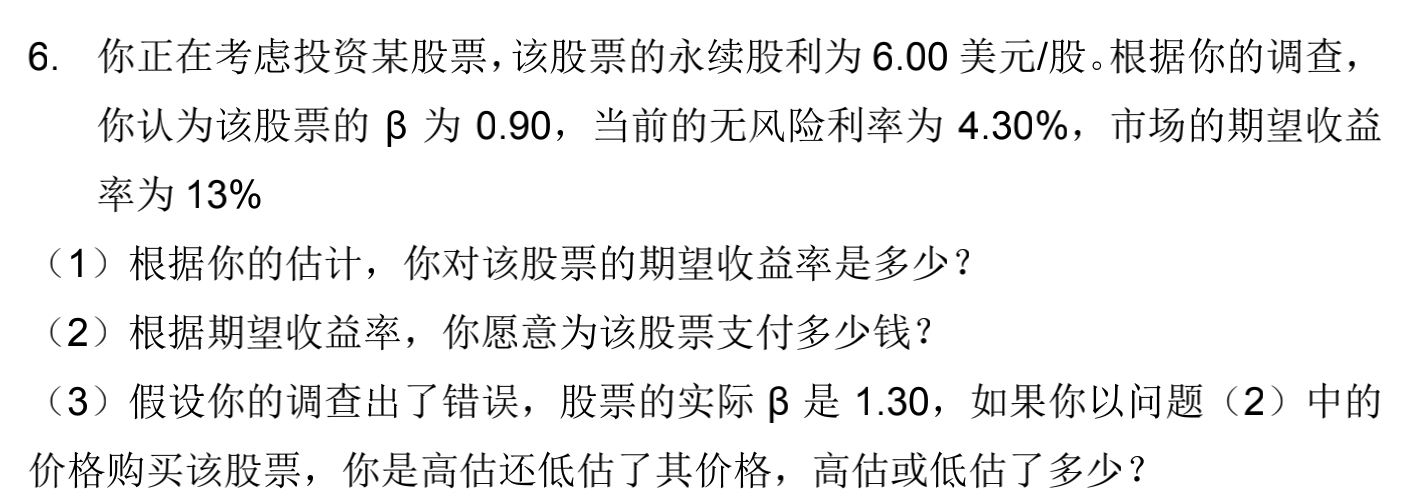 6. 你正在考虑投资某股票，该股票的永续股利为 6.00 美元/股。根据你的调查，
你认为该股票的 β 为 0.90，当前的无风险利率为 4.30%，市场的期望收益
率为 13%
（1）根据你的估计，你对该股票的期望收益率是多少？
（2）根据期望收益率，你愿意为该股票支付多少钱？
（3）假设你的调查出了错误，股票的实际 β 是 1.30，如果你以问题（2）中的
价格购买该股票，你是高估还低估了其价格，高估或低估了多少？